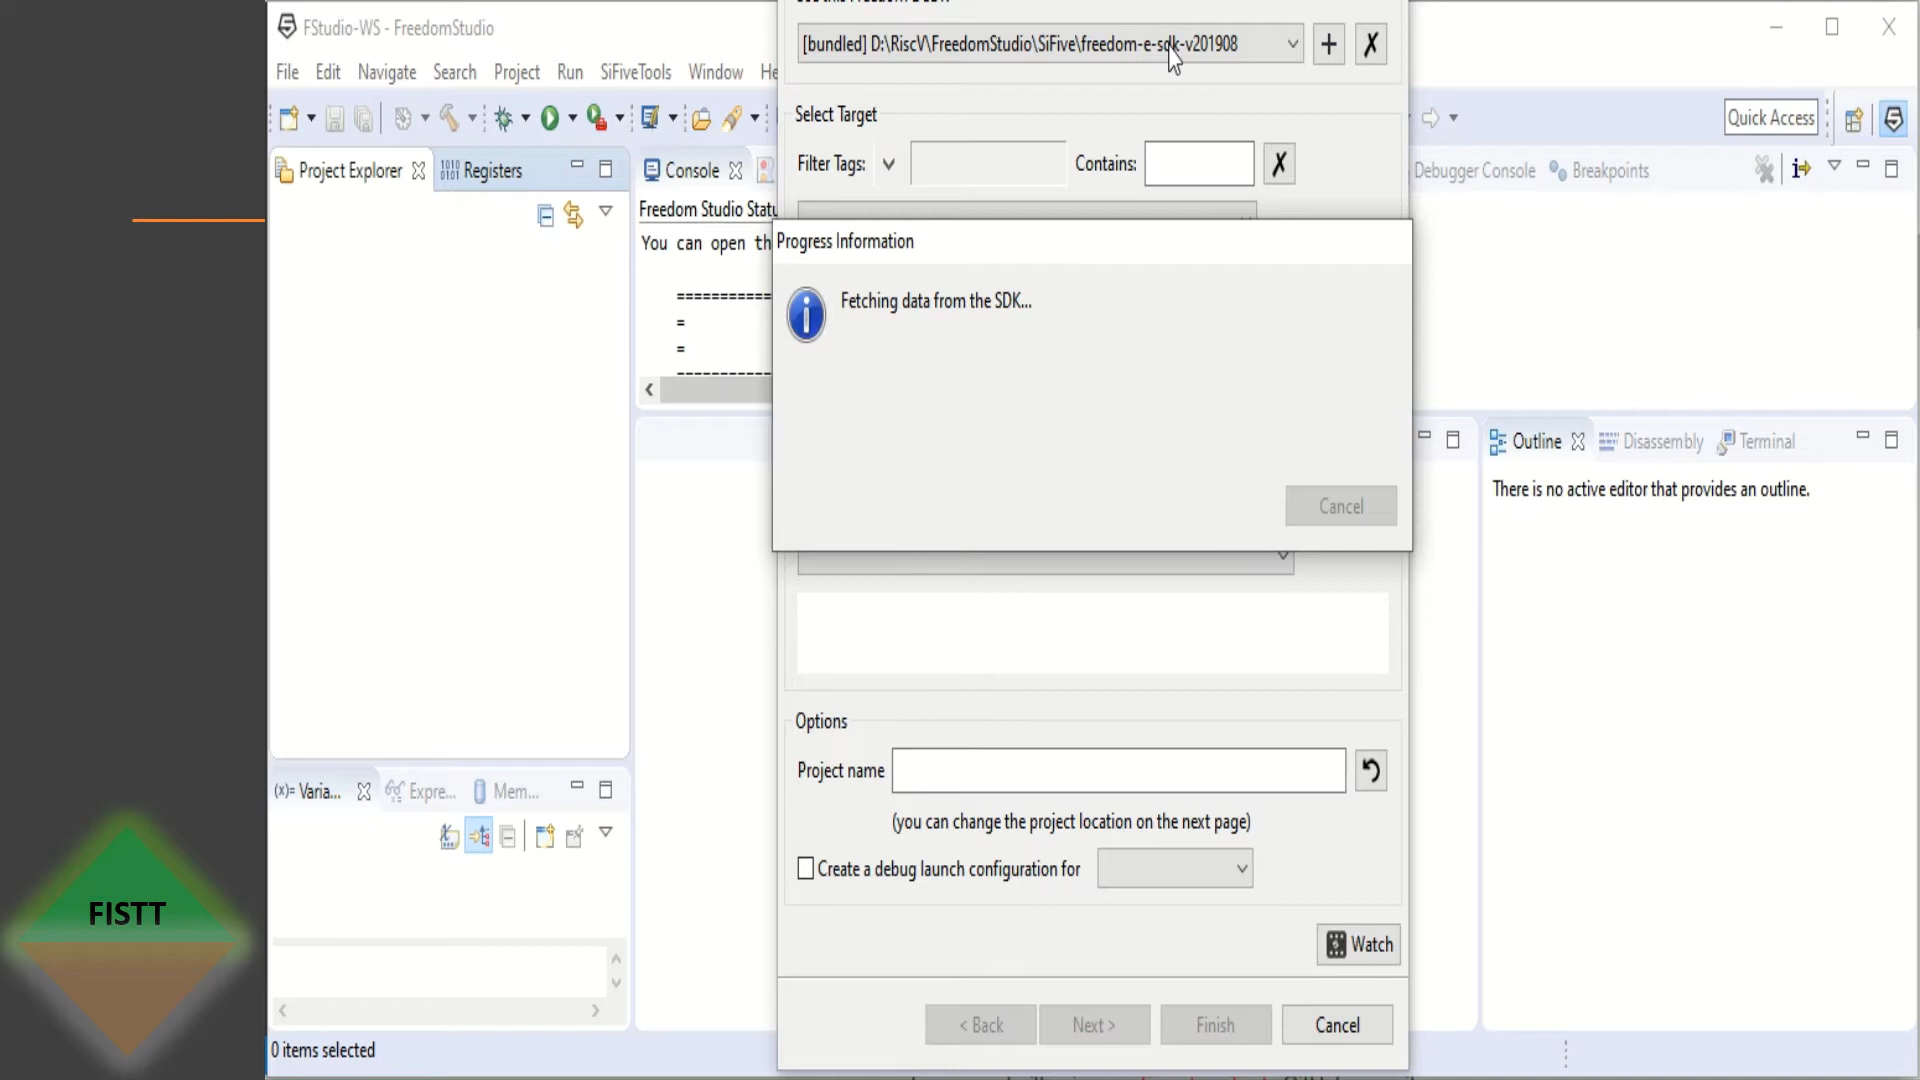 FStudio-WS - FreedomStudio
File Edit Navigate Search Project Run SiFiveTools Window He
[bundled] D:\RiscV\FreedomStudio\SiFive\freedom-e-sdk-v201908
+ X
Quick Access
Select Target
Filter Tags:
Contains:
X
Project Explorer
Registers
Console
Debugger Console
Breakpoints
Freedom Studio Statu
You can open th
============
=
=
------------
Progress Information
Fetching data from the SDK...
Cancel
Outline
Disassembly
Terminal
There is no active editor that provides an outline.
Options
Project name
(you can change the project location on the next page)
Create a debug launch configuration for
Watch
< Back
Next >
Finish
Cancel
(x)= Varia...
Expre...
Mem...
FISTT
0 items selected